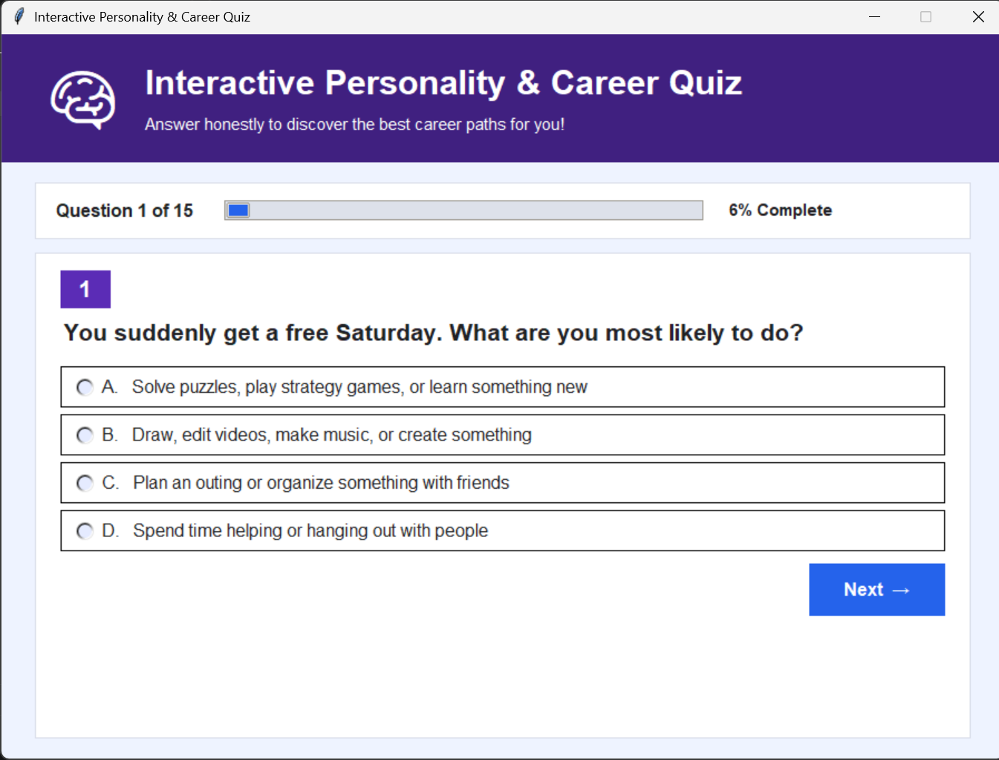 Interactive Personality & Career Quiz
Interactive Personality & Career Quiz
Answer honestly to discover the best career paths for you!
Question 1 of 15 6% Complete
1
You suddenly get a free Saturday. What are you most likely to do?
A. Solve puzzles, play strategy games, or learn something new
B. Draw, edit videos, make music, or create something
C. Plan an outing or organize something with friends
D. Spend time helping or hanging out with people
Next →